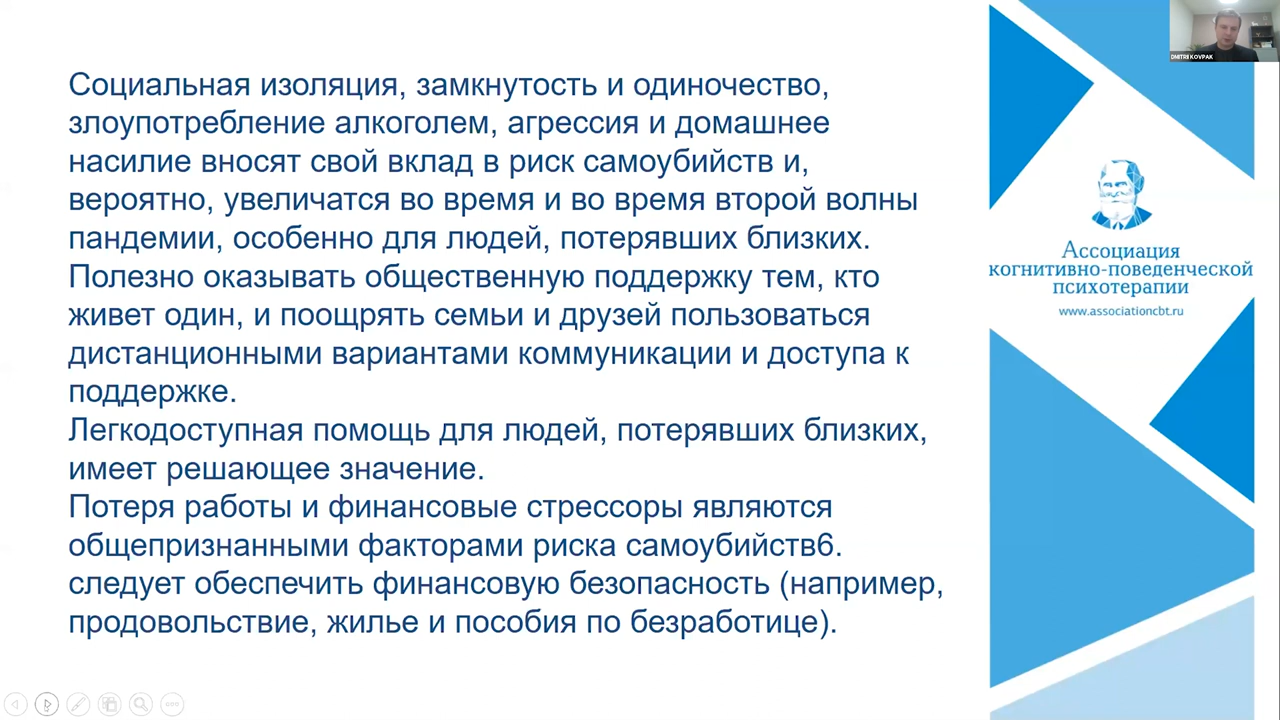 Социальная изоляция, замкнутость и одиночество,
злоупотребление алкоголем, агрессия и домашнее
насилие вносят свой вклад в риск самоубийств и,
вероятно, увеличатся во время и во время второй волны
пандемии, особенно для людей, потерявших близких.
Полезно оказывать общественную поддержку тем, кто
живет один, и поощрять семьи и друзей пользоваться
дистанционными вариантами коммуникации и доступа к
поддержке.
Легкодоступная помощь для людей, потерявших близких,
имеет решающее значение.
Потеря работы и финансовые стрессоры являются
общепризнанными факторами риска самоубийств6.
следует обеспечить финансовую безопасность (например,
продовольствие, жилье и пособия по безработице).
DMITRII KOVPAK
Ассоциация
когнитивно-поведенческой
психотерапии
www.associationcbt.ru